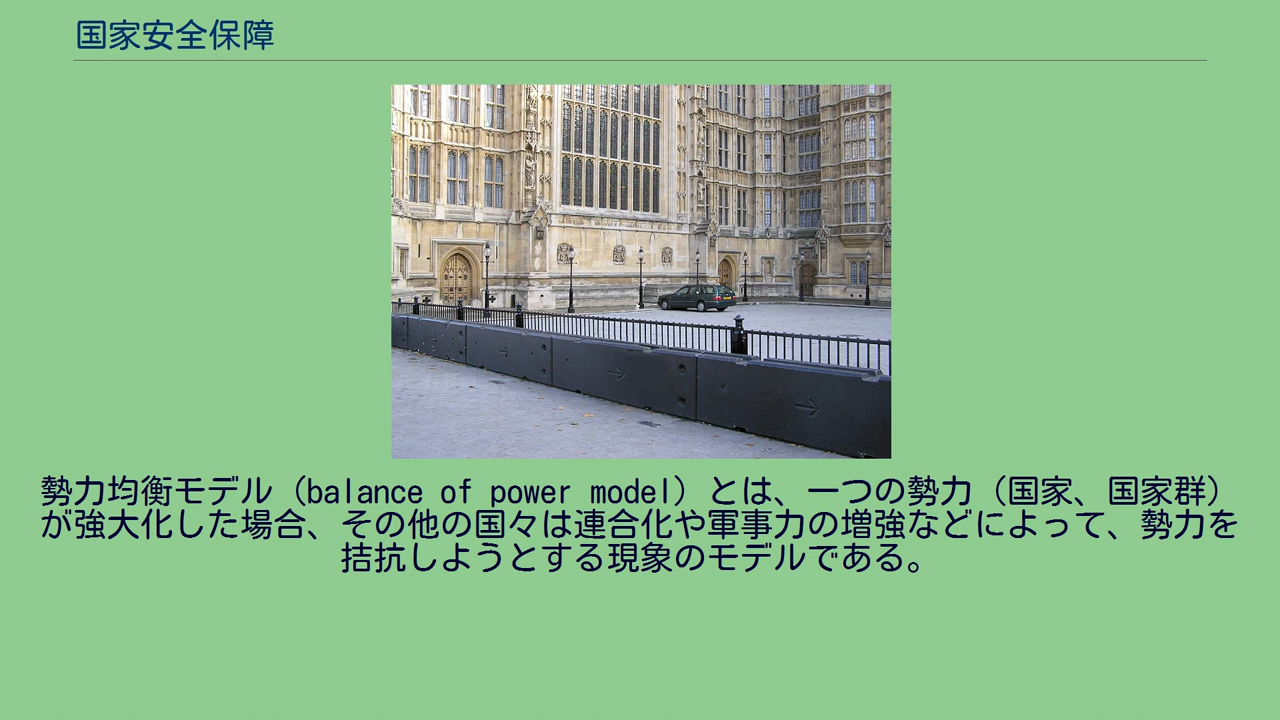 国家安全保障
勢力均衡モデル（balance of power model）とは、一つの勢力（国家、国家群）
が強大化した場合、その他の国々は連合化や軍事力の増強などによって、勢力を
拮抗しようとする現象のモデルである。